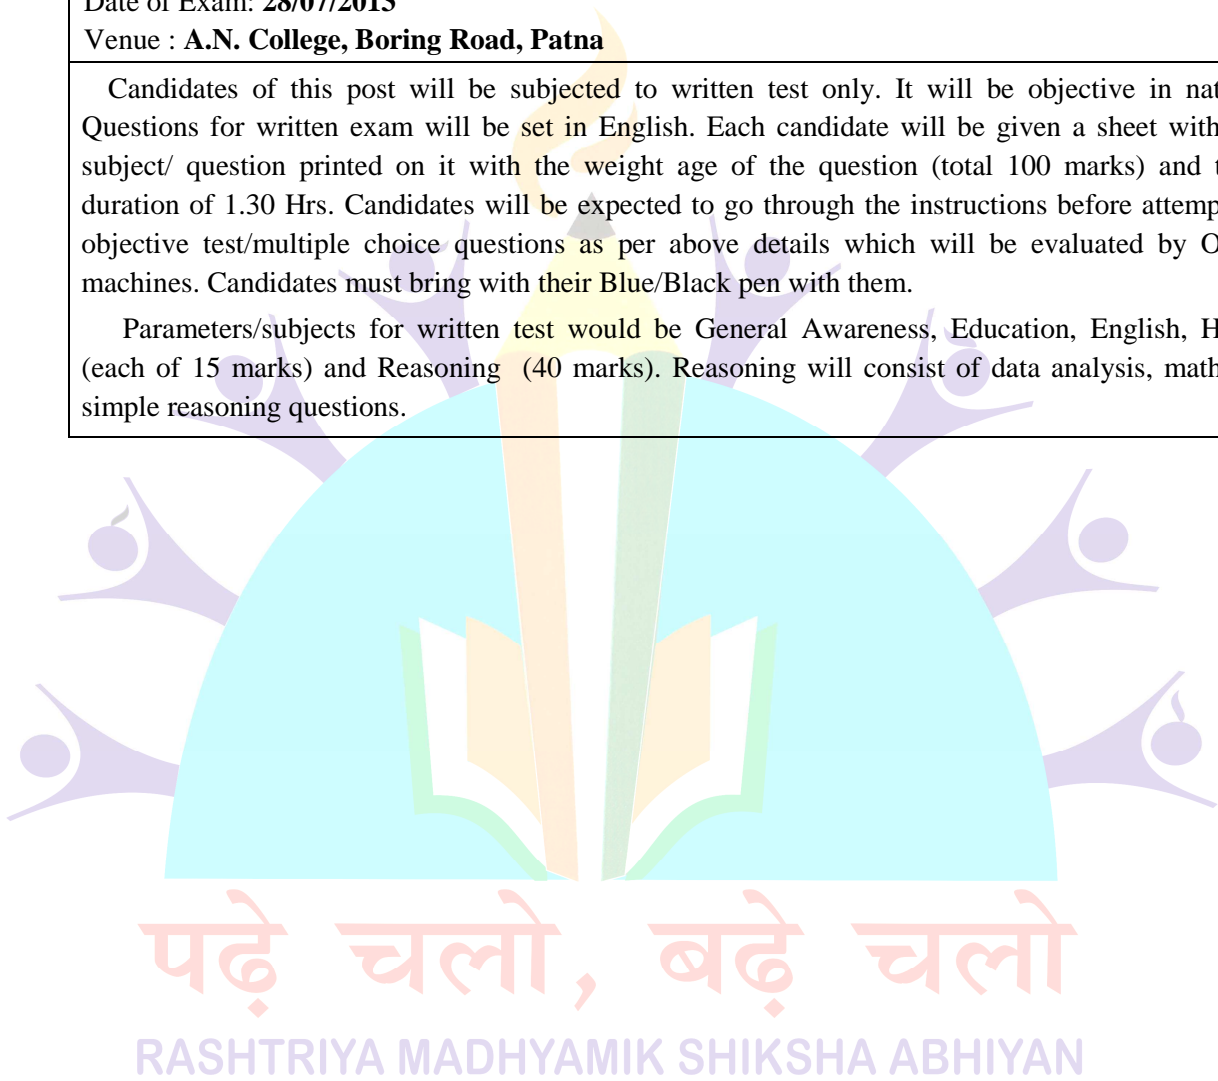 Date of Exam: 28/07/2013
Venue : A.N. College, Boring Road, Patna
Candidates of this post will be subjected to written test only. It will be objective in
Questions for written exam will be set in English. Each candidate will be given a sheet with
subject/ question printed on it with the weight age of the question (total 100 marks) and
duration of 1.30 Hrs. Candidates will be expected to go through the instructions before
objective test/multiple choice questions as per above details which will be evaluated by
machines. Candidates must bring with their Blue/Black pen with them.
Parameters/subjects for written test would be General Awareness, Education, English,
(each of 15 marks) and Reasoning (40 marks). Reasoning will consist of data analysis,
simple reasoning questions.
पढ़े चलो, बढ़े चलो
RASHTRIYA MADHYAMIK SHIKSHA ABHIYAN